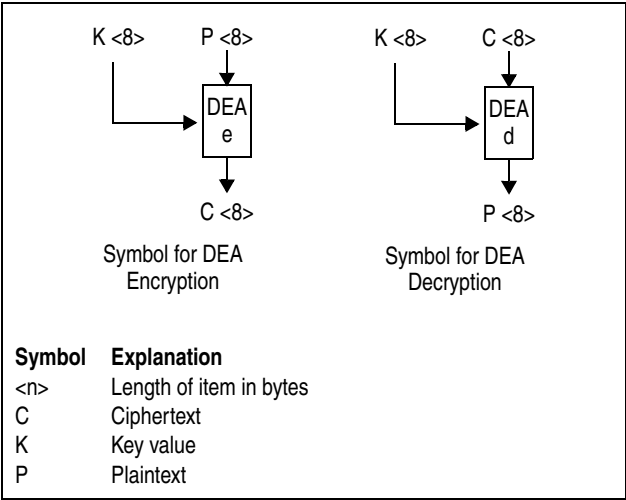 K <8> P <8> K <8> C <8>
DEA
e
DEA
d
C <8> P <8>
Symbol for DEA
Encryption
Symbol for DEA
Decryption
Symbol Explanation
<n> Length of item in bytes
C Ciphertext
K Key value
P Plaintext